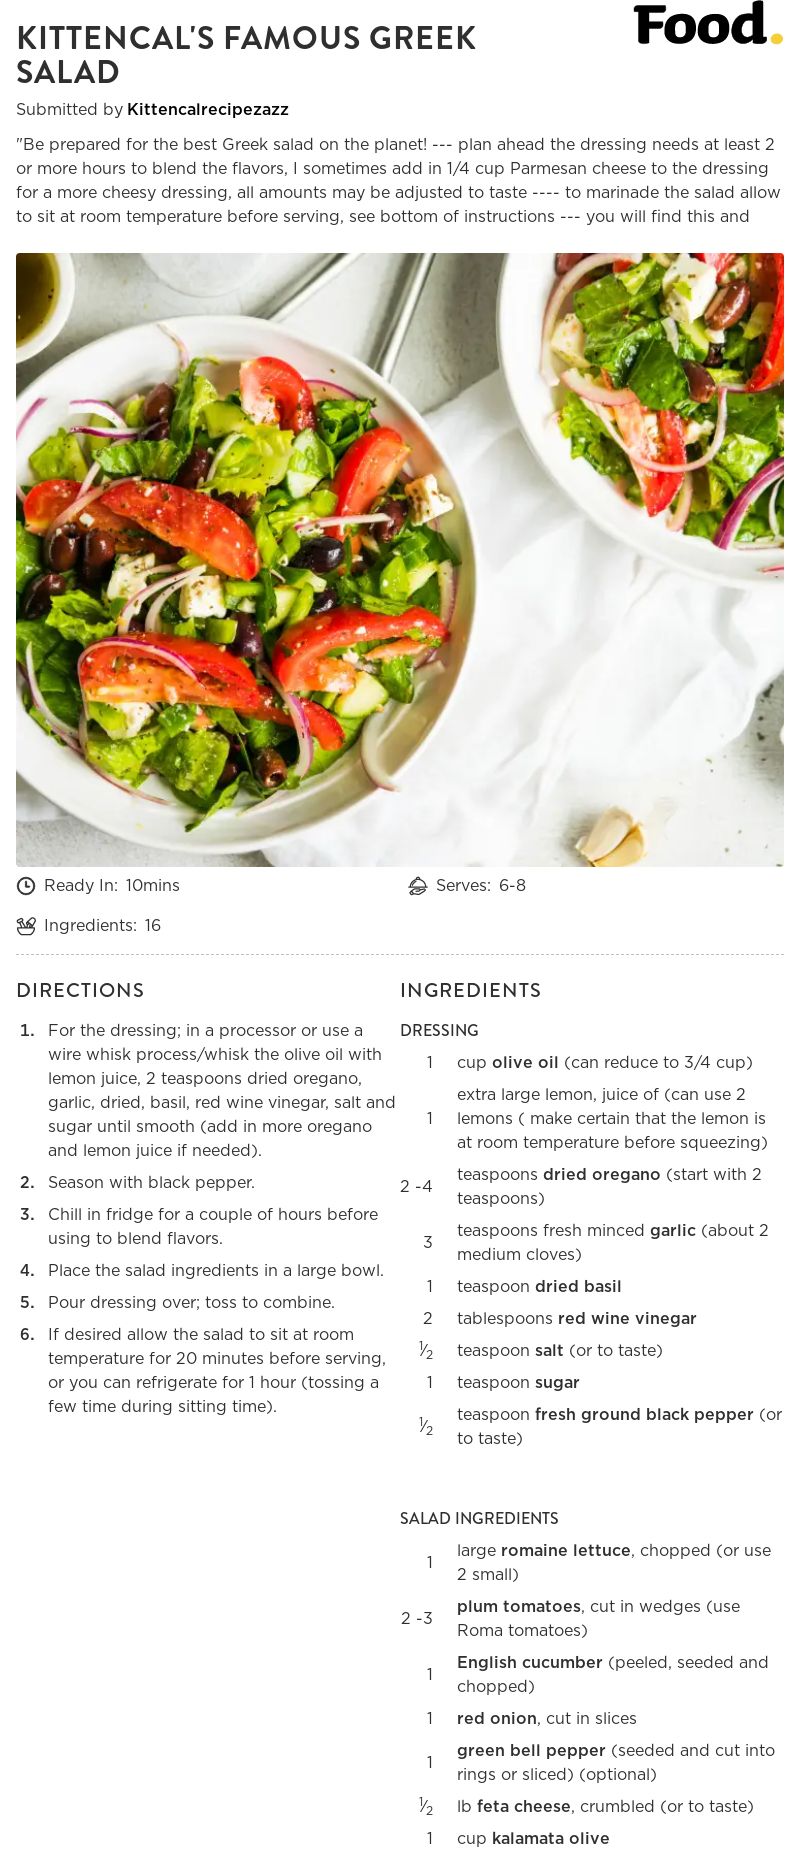 KITTENCAL'S FAMOUS GREEK
SALAD
Food.
Submitted by Kittencalrecipezazz
"Be prepared for the best Greek salad on the planet! --- plan ahead the dressing needs at least 2
or more hours to blend the flavors, I sometimes add in 1/4 cup Parmesan cheese to the dressing
for a more cheesy dressing, all amounts may be adjusted to taste ---- to marinade the salad allow
to sit at room temperature before serving, see bottom of instructions --- you will find this and
Ready In: 10mins
Serves: 6-8
Ingredients: 16
DIRECTIONS
1. For the dressing; in a processor or use a
wire whisk process/whisk the olive oil with
lemon juice, 2 teaspoons dried oregano,
garlic, dried, basil, red wine vinegar, salt and
sugar until smooth (add in more oregano
and lemon juice if needed).
2. Season with black pepper.
3. Chill in fridge for a couple of hours before
using to blend flavors.
4. Place the salad ingredients in a large bowl.
5. Pour dressing over; toss to combine.
6. If desired allow the salad to sit at room
temperature for 20 minutes before serving,
or you can refrigerate for 1 hour (tossing a
few time during sitting time).
INGREDIENTS
DRESSING
1 cup olive oil (can reduce to 3/4 cup)
1 extra large lemon, juice of (can use 2
lemons ( make certain that the lemon is
at room temperature before squeezing)
2 -4 teaspoons dried oregano (start with 2
teaspoons)
3 teaspoons fresh minced garlic (about 2
medium cloves)
1 teaspoon dried basil
2 tablespoons red wine vinegar
1⁄2 teaspoon salt (or to taste)
1 teaspoon sugar
1⁄2 teaspoon fresh ground black pepper (or
to taste)
SALAD INGREDIENTS
1 large romaine lettuce, chopped (or use
2 small)
2 -3 plum tomatoes, cut in wedges (use
Roma tomatoes)
1 English cucumber (peeled, seeded and
chopped)
1 red onion, cut in slices
1 green bell pepper (seeded and cut into
rings or sliced) (optional)
1⁄2 lb feta cheese, crumbled (or to taste)
1 cup kalamata olive